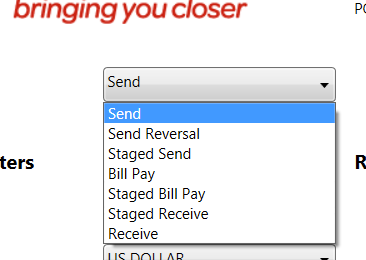 bringing you closer
Send
Send
Send Reversal
Staged Send
Bill Pay
Staged Bill Pay
Staged Receive
Receive
ters
US DOLLAR